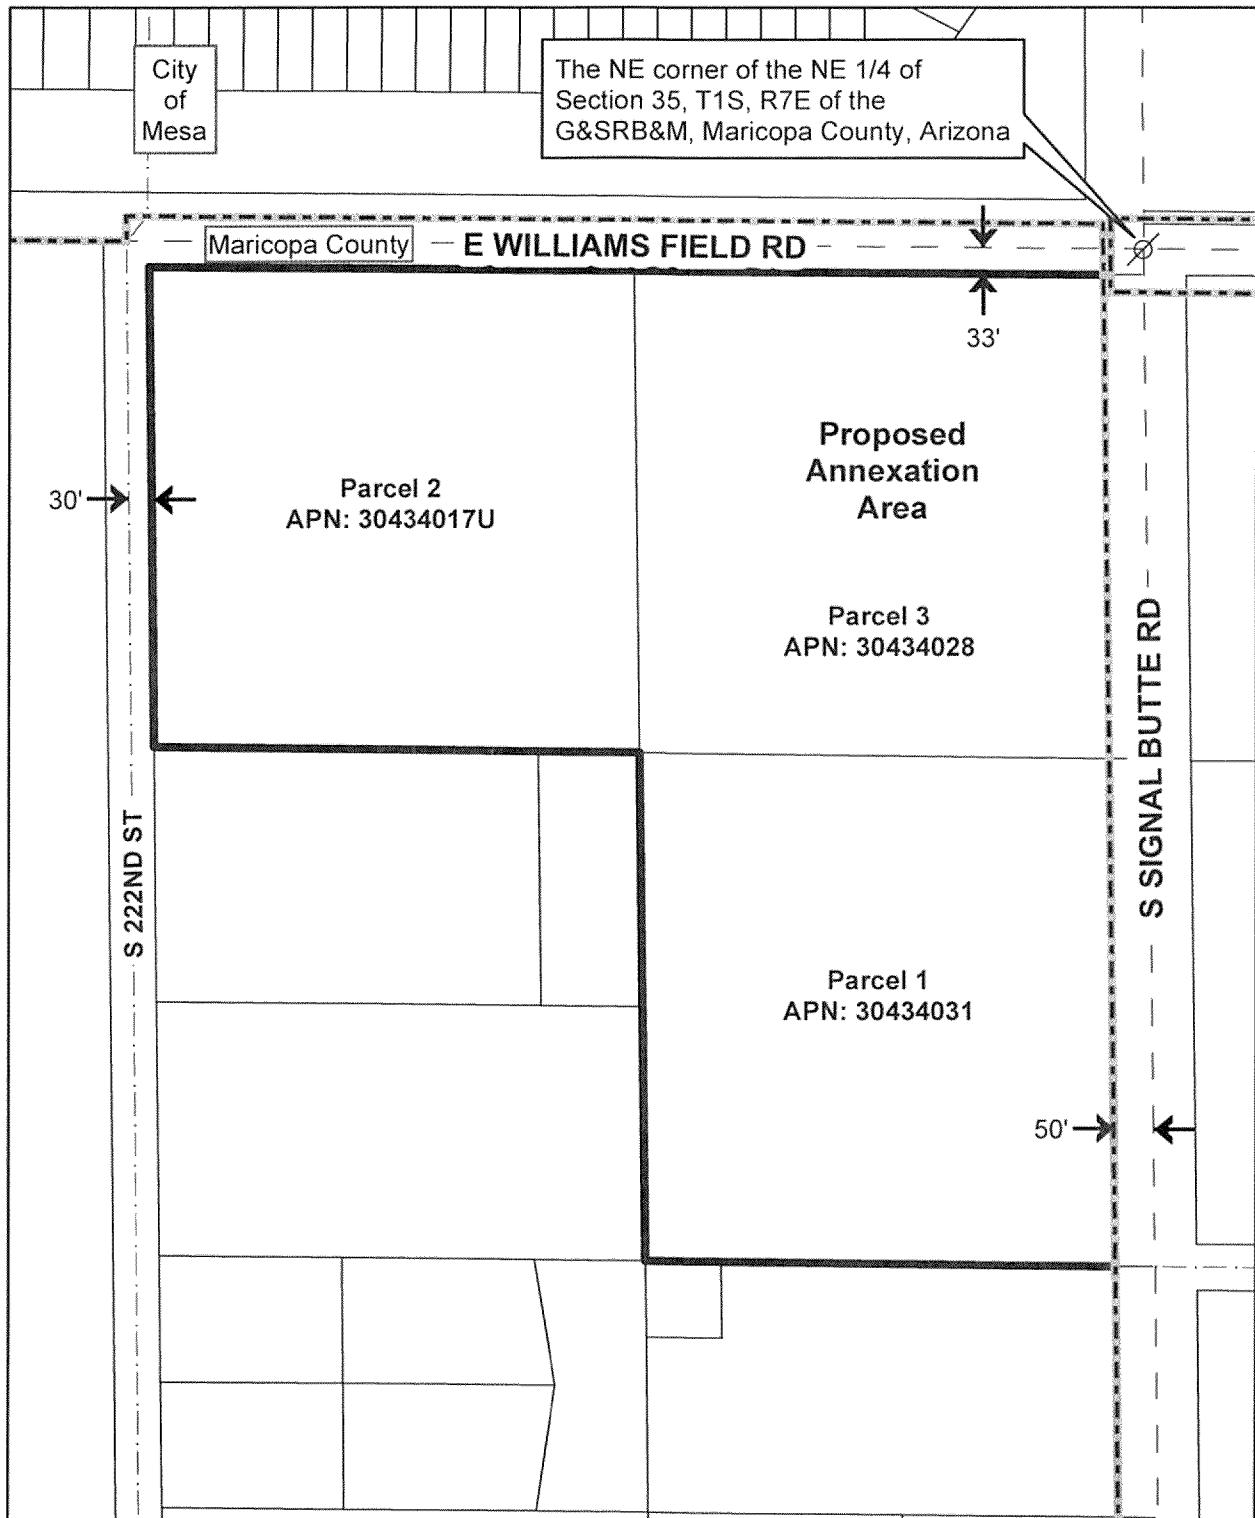 City
of
Mesa
The NE corner of the NE 1/4 of
Section 35, T1S, R7E of the
G&SRB&M, Maricopa County, Arizona
Maricopa County
E WILLIAMS FIELD RD
33'
Proposed
Annexation
Area
30'
Parcel 2
APN: 30434017U
Parcel 3
APN: 30434028
S SIGNAL BUTTE RD
S 222ND ST
Parcel 1
APN: 30434031
50'